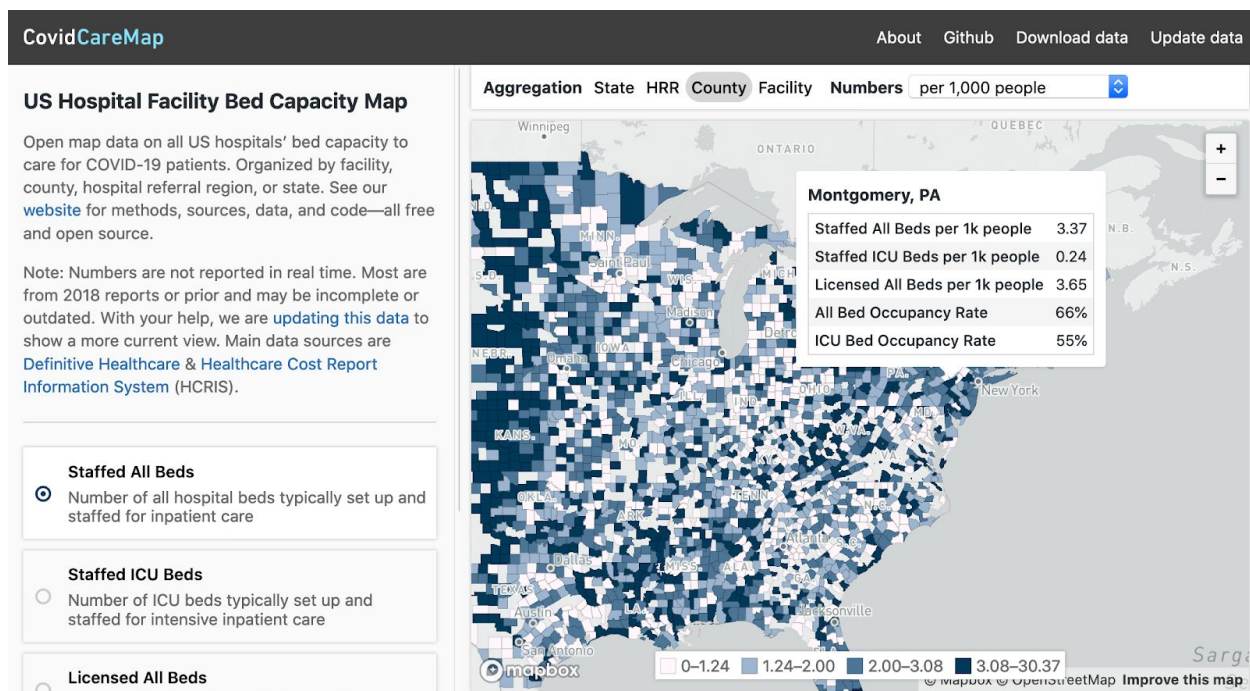 CovidCareMap
About Github Download data Update data
US Hospital Facility Bed Capacity Map
Open map data on all US hospitals’ bed capacity to
care for COVID-19 patients. Organized by facility,
county, hospital referral region, or state. See our
website for methods, sources, data, and code—all free
and open source.
Note: Numbers are not reported in real time. Most are
from 2018 reports or prior and may be incomplete or
outdated. With your help, we are updating this data to
show a more current view. Main data sources are
Definitive Healthcare & Healthcare Cost Report
Information System (HCRIS).
Staffed All Beds
Number of all hospital beds typically set up and
staffed for inpatient care
Staffed ICU Beds
Number of ICU beds typically set up and
staffed for intensive inpatient care
Licensed All Beds
Aggregation State HRR County Facility Numbers per 1,000 people
Winnipeg
QUEBEC
ONTARIO
+
−
Montgomery, PA
Staffed All Beds per 1k people 3.37
Staffed ICU Beds per 1k people 0.24
Licensed All Beds per 1k people 3.65
All Bed Occupancy Rate 66%
ICU Bed Occupancy Rate 55%
N.B.
N.S.
N.D.
MINN.
Saint Paul
S.D.
WIS.
MICH
Madison
Detro
NEBR.
Omaha
IOWA
Chicago
PA.
New York
ILL.
IND.
OHIO
MD.
KANS.
MO.
W.VA.
KY.
VA.
OKLA.
ARK.
TENN.
N.C.
Atlanta
S.C.
Dallas
MISS.
ALA.
GA.
TEXAS
Austin
LA.
Jacksonville
San Antonio
FLA.
Sarga
mapbox
0–1.24 1.24–2.00 2.00–3.08 3.08–30.37
© Mapbox © OpenStreetMap Improve this map